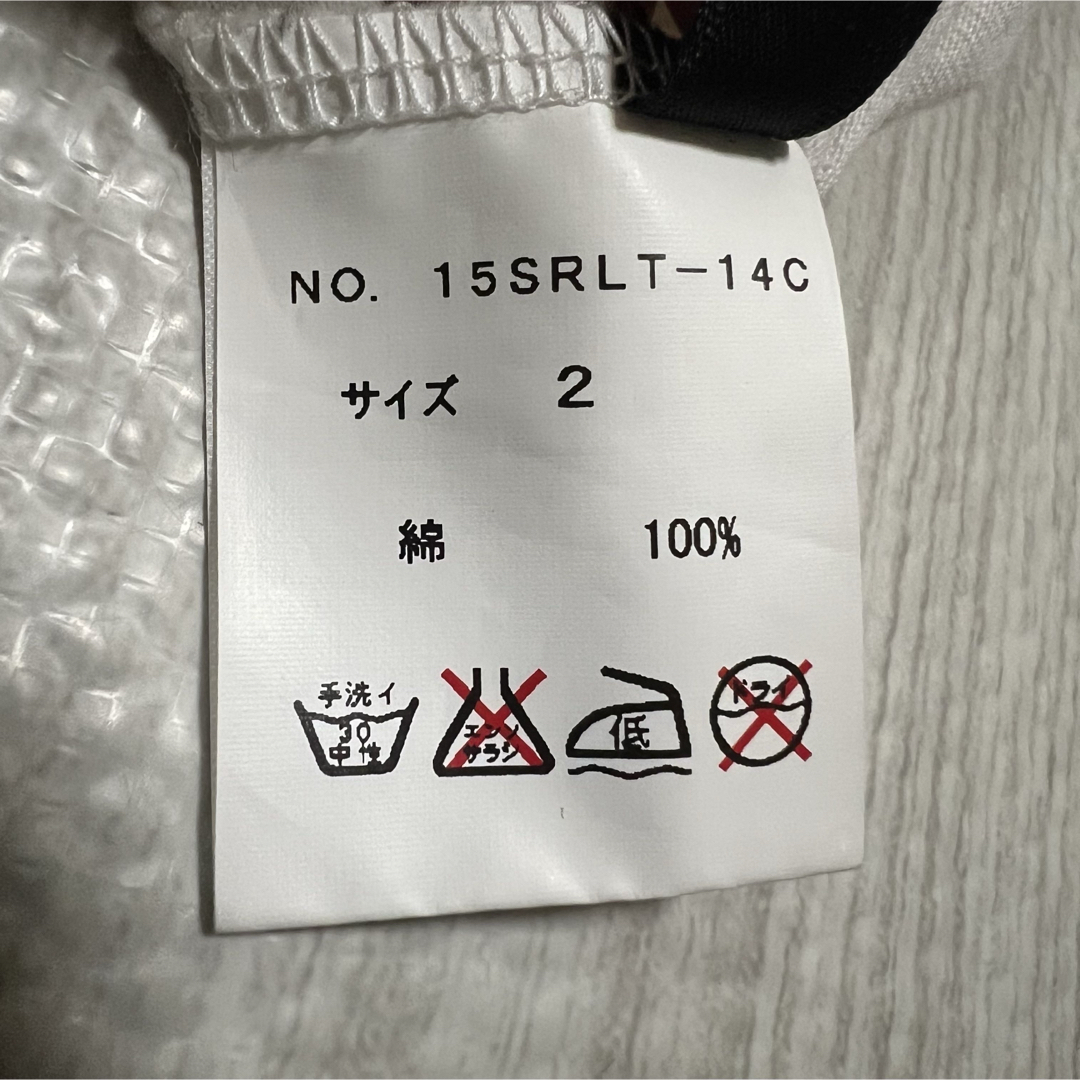 NO. 15SRLT-14C
サイズ 2
綿 100%
手洗イ
30
中性
エンソ
サラシ
低
ドライ